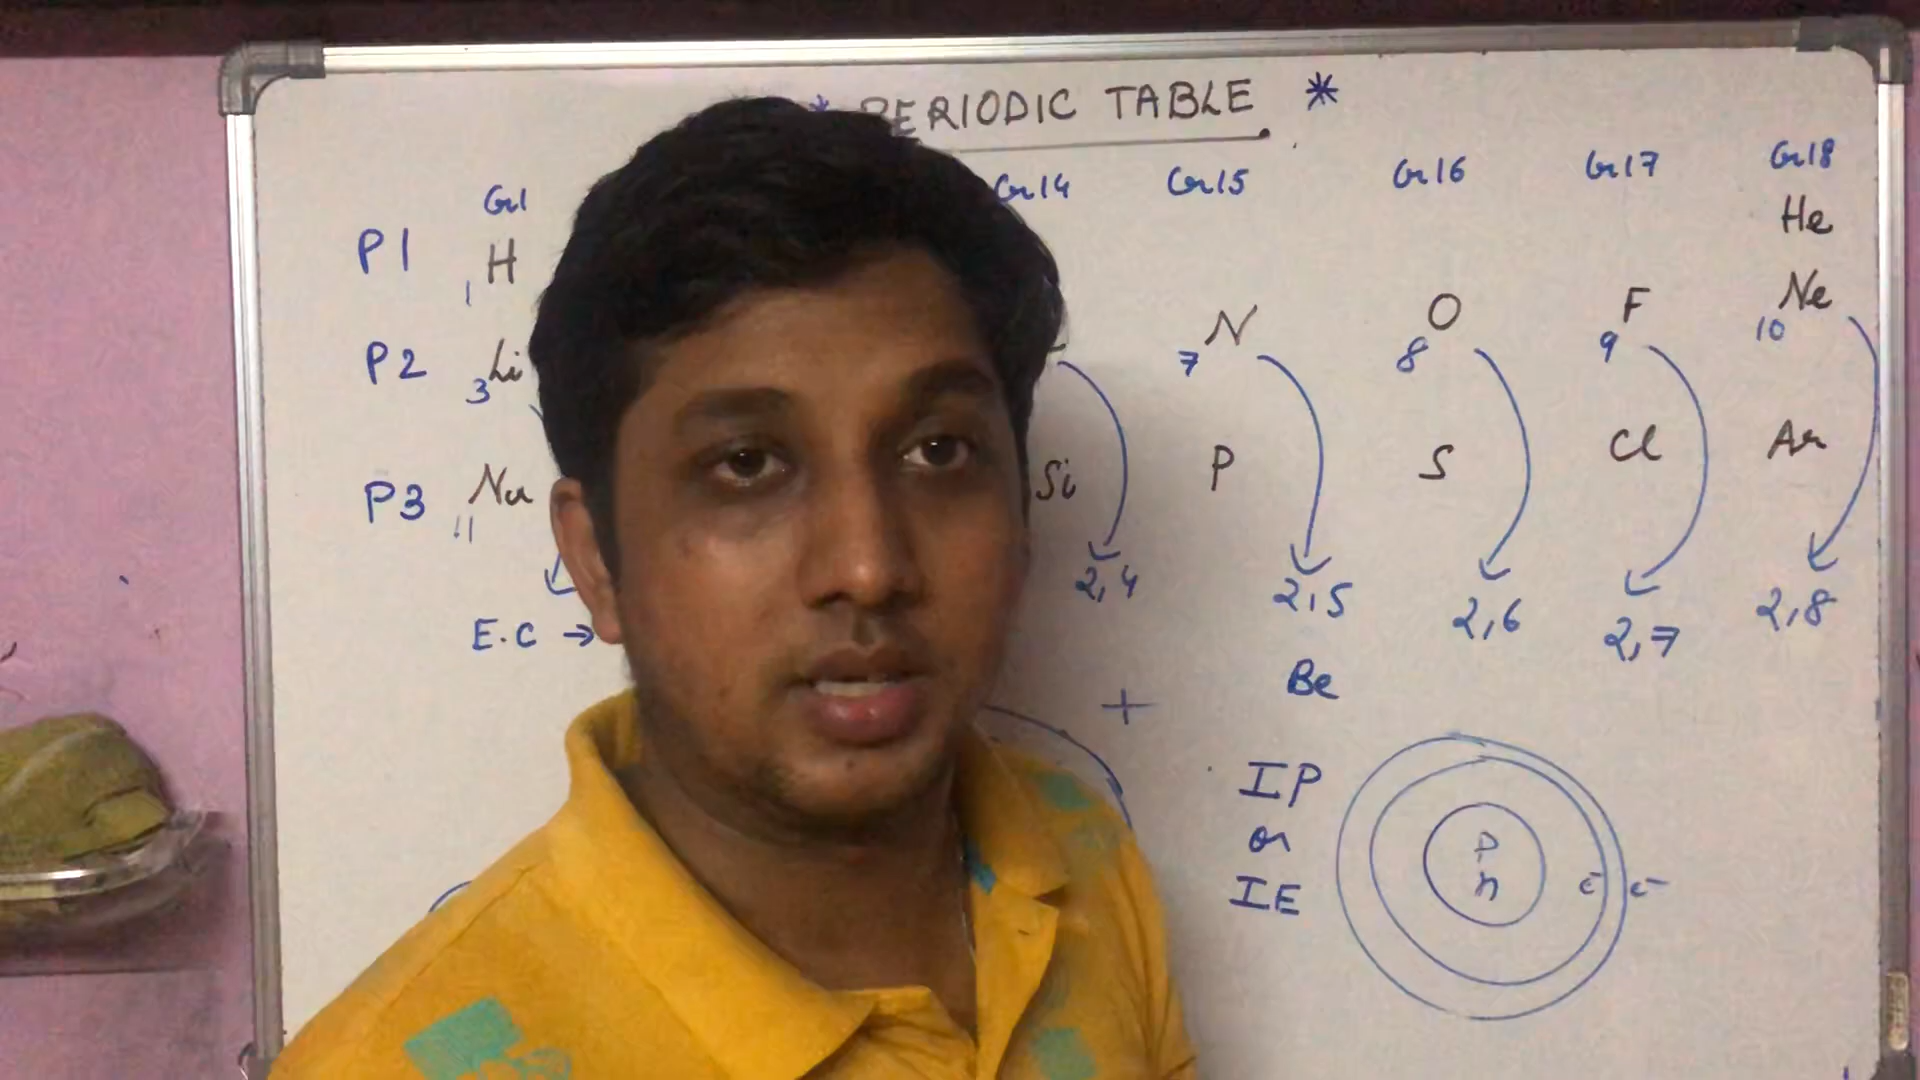 * PERIODIC TABLE *
Gr1 Gr14 Gr15 Gr16 Gr17 Gr18
P1 1 H He
P2 3 Li 7 N 8 O 9 F 10 Ne
P3 11 Na Si P S Cl Ar
2,4 2,5 2,6 2,7 2,8
E.C →
+ Be
IP
or
IE
P
n
e- e-